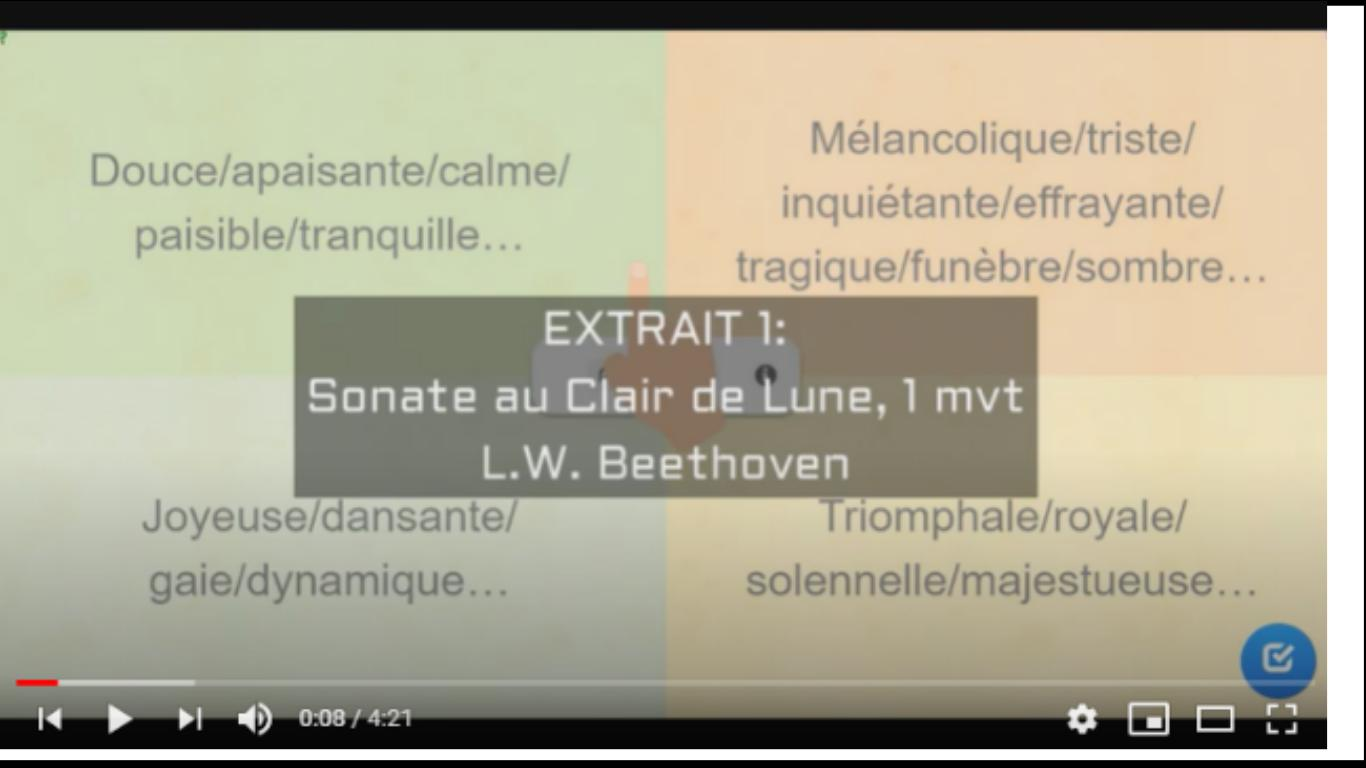 ?
Douce/apaisante/calme/
paisible/tranquille...
Mélancolique/triste/
inquiétante/effrayante/
tragique/funèbre/sombre...
EXTRAIT 1:
Sonate au Clair de Lune, 1 mvt
L.W. Beethoven
Joyeuse/dansante/
gaie/dynamique...
Triomphale/royale/
solennelle/majestueuse...
0:08 / 4:21